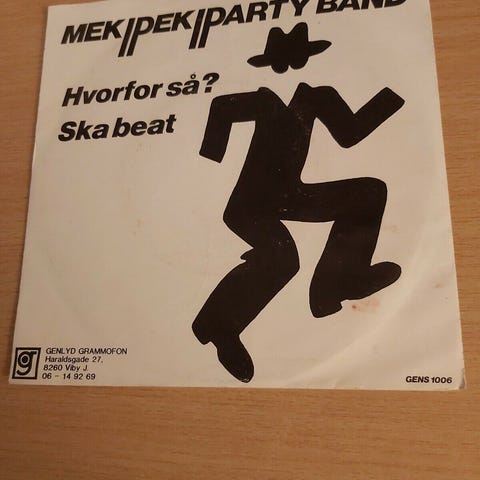 MEK PEK PARTY BAND
Hvorfor så?
Ska beat
GENLYD GRAMMOFON
Haraldsgade 27,
8260 Viby J.
06 - 14 92 69
GENS 1006